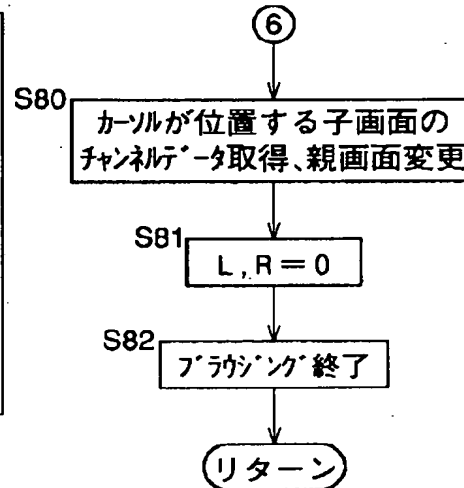 ⑥
S80
カーソルが位置する子画面の
チャンネルデータ取得、親画面変更
S81
L,R=0
S82
ブラウジング終了
リターン